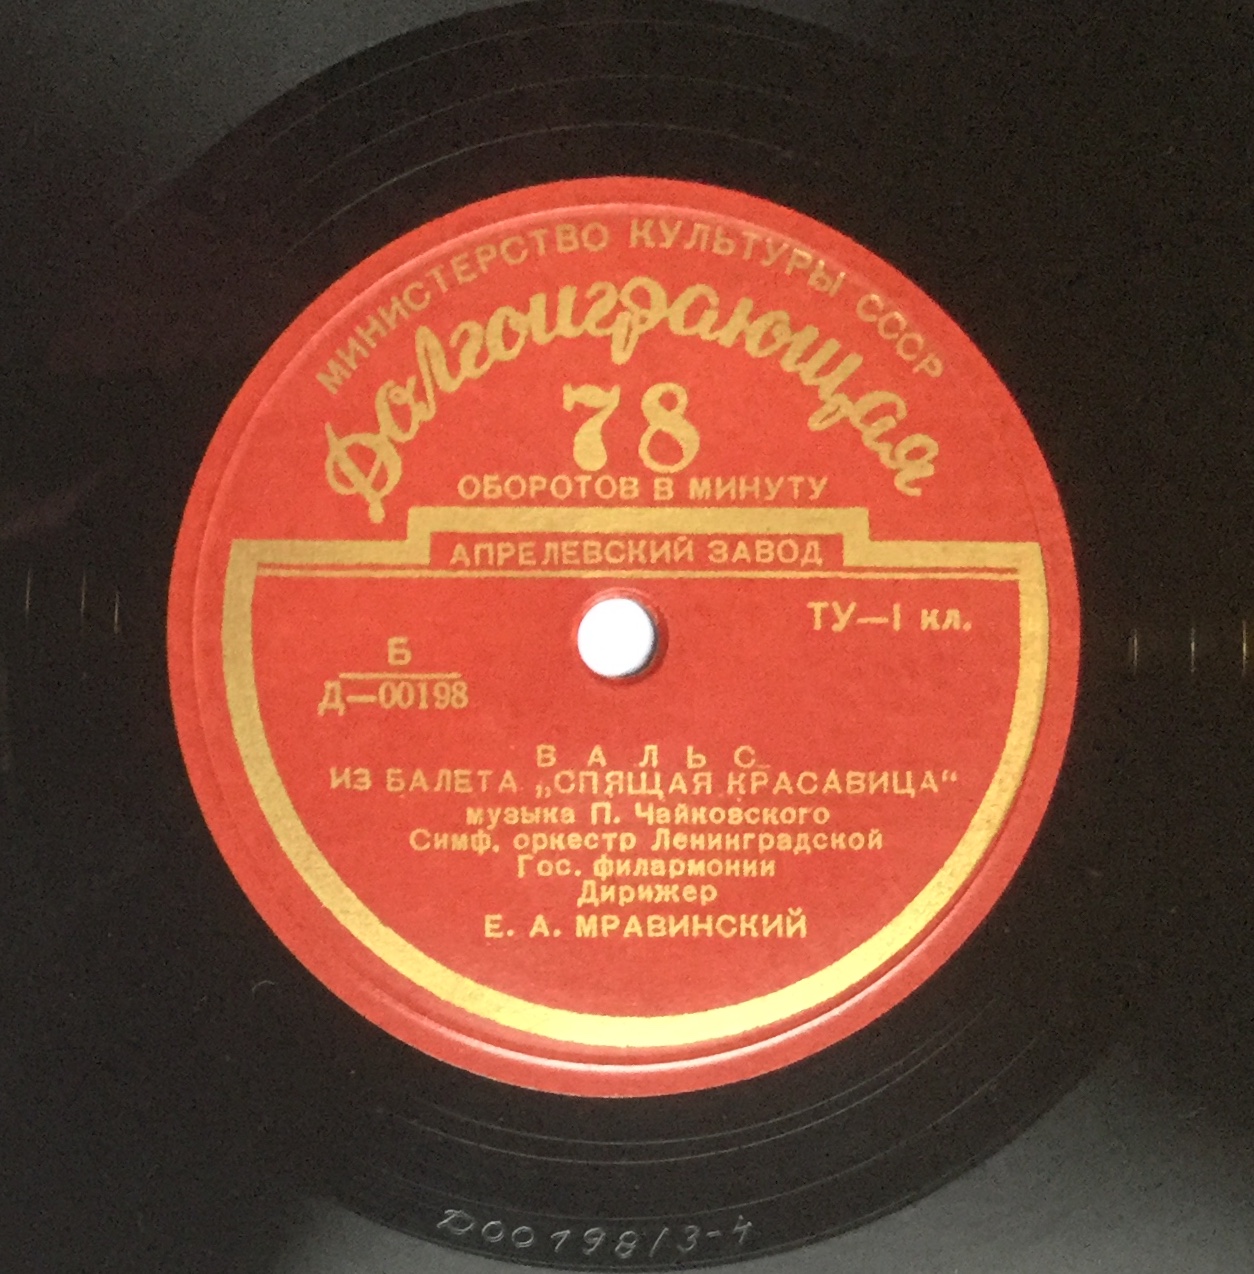 МИНИСТЕРСТВО КУЛЬТУРЫ СССР
Долгоиграющая
78
ОБОРОТОВ В МИНУТУ
АПРЕЛЕВСКИЙ ЗАВОД
ТУ—I кл.
Б
Д—00198
ВАЛЬС
ИЗ БАЛЕТА „СПЯЩАЯ КРАСАВИЦА“
музыка П. Чайковского
Симф. оркестр Ленинградской
Гос. филармонии
Дирижер
Е. А. МРАВИНСКИЙ
Д00198/3-4